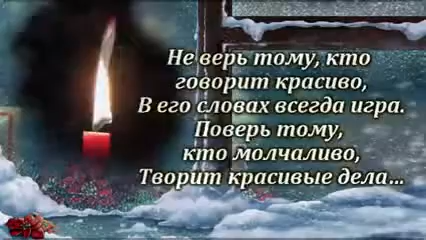 Не верь тому, кто
говорит красиво,
В его словах всегда игра.
Поверь тому,
кто молчаливо,
Творит красивые дела...